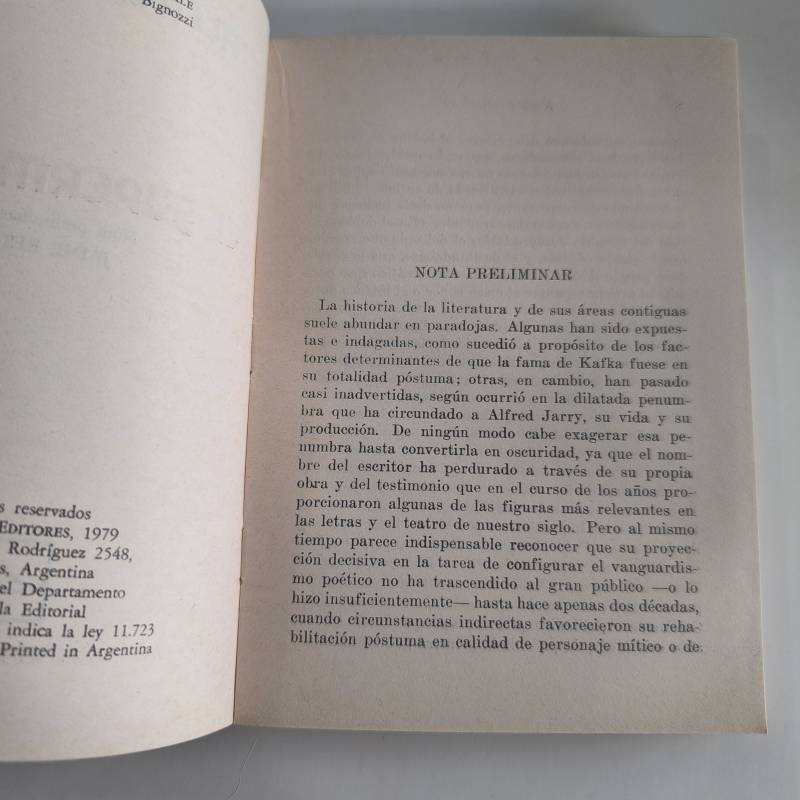 Bignozzi
s reservados
EDITORES, 1979
Rodríguez 2548,
s, Argentina
el Departamento
la Editorial
indica la ley 11.723
Printed in Argentina
NOTA PRELIMINAR
La historia de la literatura y de sus áreas contiguas
suele abundar en paradojas. Algunas han sido expues-
tas e indagadas, como sucedió a propósito de los fac-
tores determinantes de que la fama de Kafka fuese en
su totalidad póstuma; otras, en cambio, han pasado
casi inadvertidas, según ocurrió en la dilatada penum-
bra que ha circundado a Alfred Jarry, su vida y su
producción. De ningún modo cabe exagerar esa pe-
numbra hasta convertirla en oscuridad, ya que el nom-
bre del escritor ha perdurado a través de su propia
obra y del testimonio que en el curso de los años pro-
porcionaron algunas de las figuras más relevantes en
las letras y el teatro de nuestro siglo. Pero al mismo
tiempo parece indispensable reconocer que su proyec-
ción decisiva en la tarea de configurar el vanguardis-
mo poético no ha trascendido al gran público —o lo
hizo insuficientemente— hasta hace apenas dos décadas,
cuando circunstancias indirectas favorecieron su reha-
bilitación póstuma en calidad de personaje mítico o de